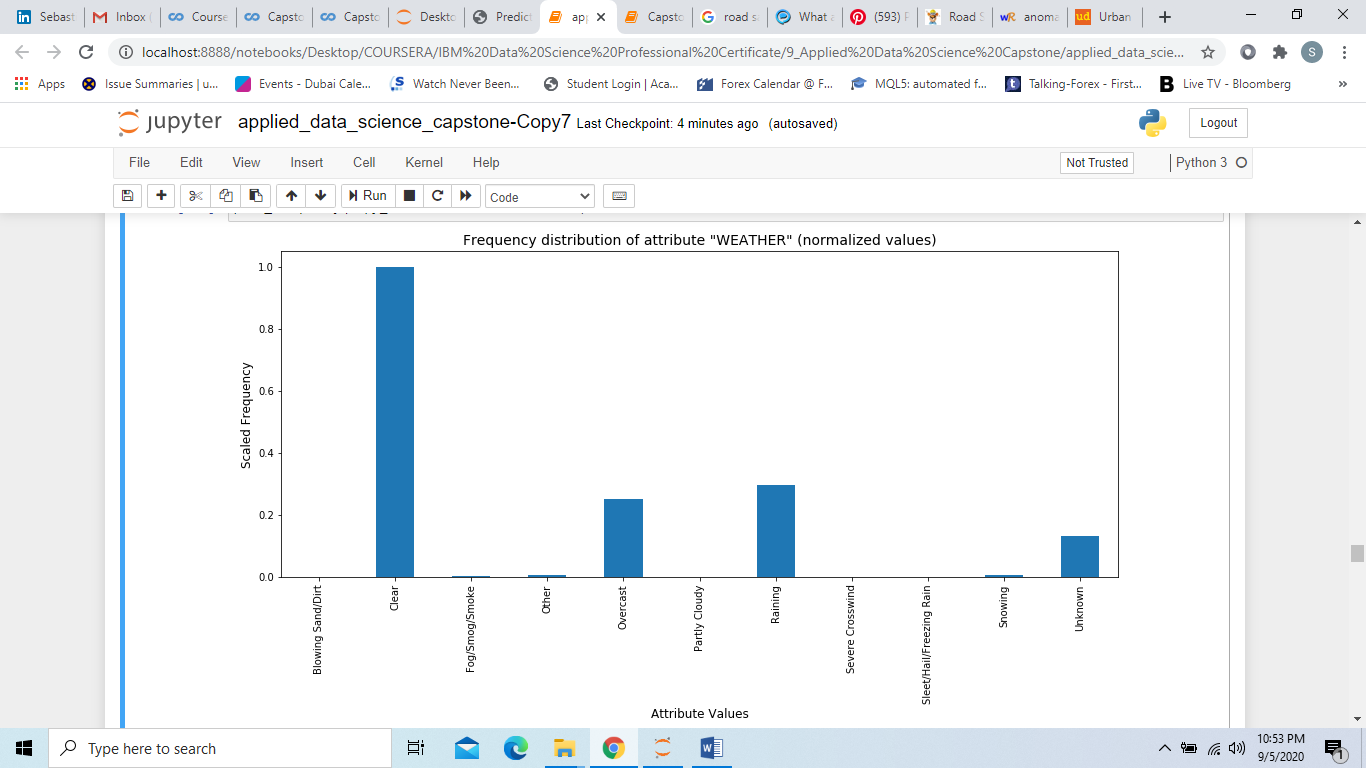 Sebast
Inbox (
Course
Capsto
Capsto
Deskto
Predic
app
Capsto
road s
What a
(593) F
Road S
wR anoma
ud Urban
localhost:8888/notebooks/Desktop/COURSERA/IBM%20Data%20Science%20Professional%20Certificate/9_Applied%20Data%20Science%20Capstone/applied_data_scie...
S
Apps
Issue Summaries | u...
Events - Dubai Cale...
Watch Never Been...
Student Login | Aca...
Forex Calendar @ F...
MQL5: automated f...
Talking-Forex - First...
Live TV - Bloomberg
»
jupyter applied_data_science_capstone-Copy7 Last Checkpoint: 4 minutes ago (autosaved)
Logout
File Edit View Insert Cell Kernel Help
Not Trusted
Python 3
Run
Code
Frequency distribution of attribute "WEATHER" (normalized values)
Scaled Frequency
1.0
0.8
0.6
0.4
0.2
0.0
Blowing Sand/Dirt
Clear
Fog/Smog/Smoke
Other
Overcast
Partly Cloudy
Raining
Severe Crosswind
Sleet/Hail/Freezing Rain
Snowing
Unknown
Attribute Values
Type here to search
10:53 PM
9/5/2020
1